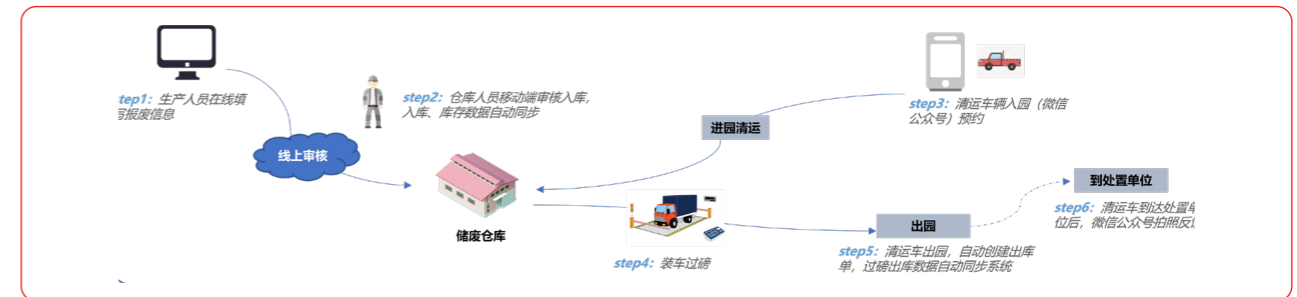 tep1：生产人员在线填
写报废信息
线上审核
step2：仓库人员移动端审核入库，
入库、库存数据自动同步
储废仓库
进园清运
step3：清运车辆入园（微信
公众号）预约
step4：装车过磅
出园
step5：清运车出园，自动创建出库
单，过磅出库数据自动同步系统
到处置单位
step6：清运车到达处置单
位后，微信公众号拍照反